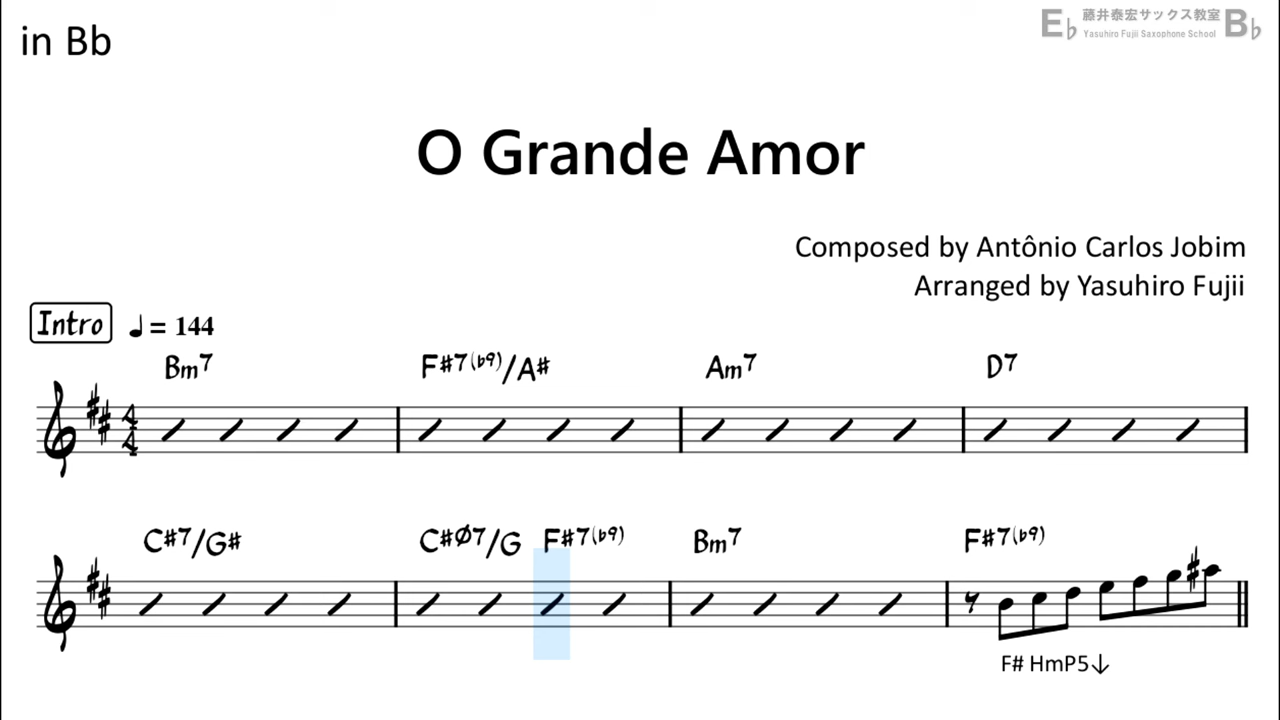 in Bb
E♭ 藤井泰宏サックス教室 B♭
Yasuhiro Fujii Saxophone School
O Grande Amor
Composed by Antônio Carlos Jobim
Arranged by Yasuhiro Fujii
Intro ♩= 144
Bm7 F#7(b9)/A# Am7 D7
4
4
C#7/G# C#Ø7/G F#7(b9) Bm7 F#7(b9)
F# HmP5↓